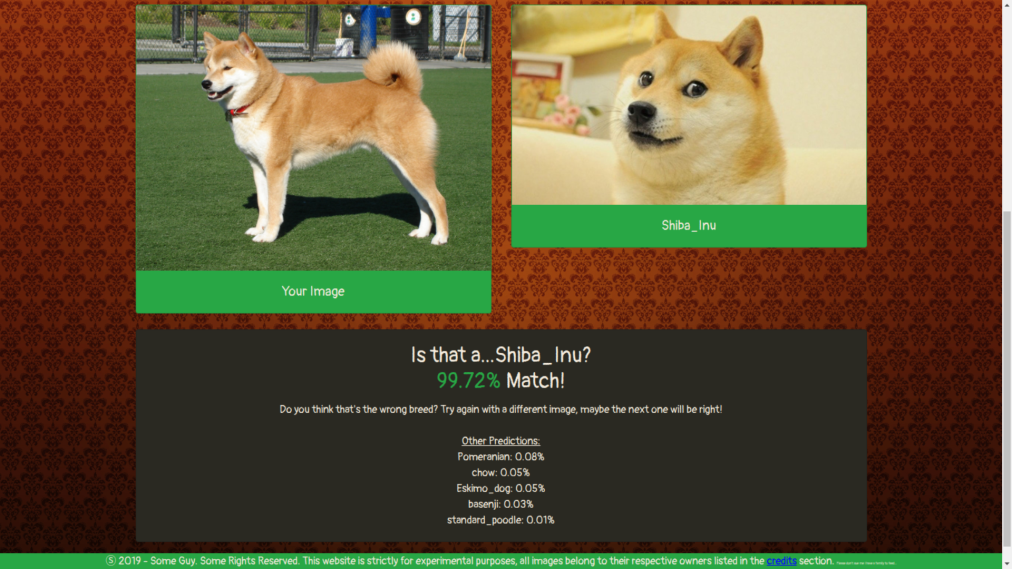 Your Image
Shiba_Inu
Is that a...Shiba_Inu?
99.72% Match!
Do you think that's the wrong breed? Try again with a different image, maybe the next one will be right!
Other Predictions:
Pomeranian: 0.08%
chow: 0.05%
Eskimo_dog: 0.05%
basenji: 0.03%
standard_poodle: 0.01%
Ⓢ 2019 - Some Guy. Some Rights Reserved. This website is strictly for experimental purposes, all images belong to their respective owners listed in the credits section.